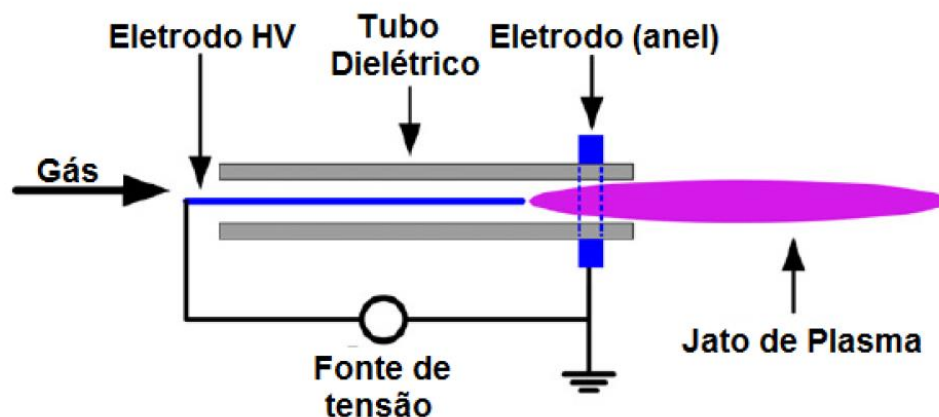 Eletrodo HV
Tubo
Dielétrico
Eletrodo (anel)
Gás
Fonte de
tensão
Jato de Plasma